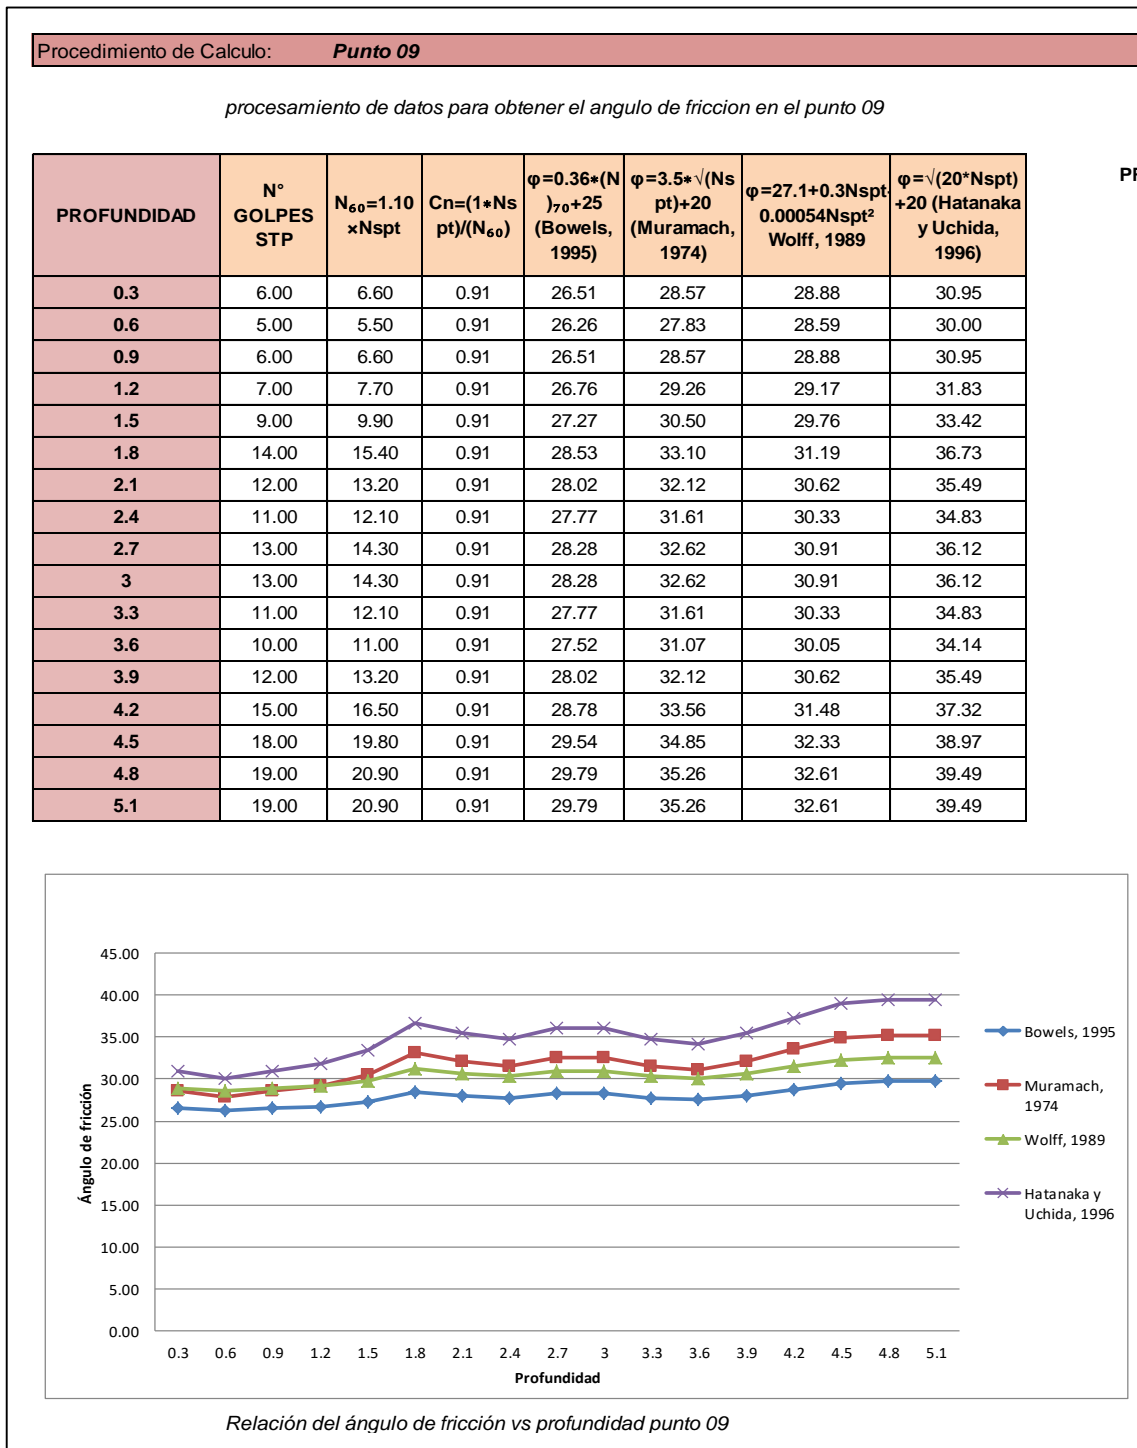 Procedimiento de Calculo: Punto 09
procesamiento de datos para obtener el angulo de friccion en el punto 09
PROFUNDIDAD
N°
GOLPES
STP
N₆₀=1.10
×Nspt
Cn=(1*Ns
pt)/(N₆₀)
φ=0.36*(N
)₇₀+25
(Bowels,
1995)
φ=3.5*√(Ns
pt)+20
(Muramach,
1974)
φ=27.1+0.3Nspt-
0.00054Nspt²
Wolff, 1989
φ=√(20*Nspt)
+20 (Hatanaka
y Uchida,
1996)
PI
0.3 6.00 6.60 0.91 26.51 28.57 28.88 30.95
0.6 5.00 5.50 0.91 26.26 27.83 28.59 30.00
0.9 6.00 6.60 0.91 26.51 28.57 28.88 30.95
1.2 7.00 7.70 0.91 26.76 29.26 29.17 31.83
1.5 9.00 9.90 0.91 27.27 30.50 29.76 33.42
1.8 14.00 15.40 0.91 28.53 33.10 31.19 36.73
2.1 12.00 13.20 0.91 28.02 32.12 30.62 35.49
2.4 11.00 12.10 0.91 27.77 31.61 30.33 34.83
2.7 13.00 14.30 0.91 28.28 32.62 30.91 36.12
3 13.00 14.30 0.91 28.28 32.62 30.91 36.12
3.3 11.00 12.10 0.91 27.77 31.61 30.33 34.83
3.6 10.00 11.00 0.91 27.52 31.07 30.05 34.14
3.9 12.00 13.20 0.91 28.02 32.12 30.62 35.49
4.2 15.00 16.50 0.91 28.78 33.56 31.48 37.32
4.5 18.00 19.80 0.91 29.54 34.85 32.33 38.97
4.8 19.00 20.90 0.91 29.79 35.26 32.61 39.49
5.1 19.00 20.90 0.91 29.79 35.26 32.61 39.49
45.00
40.00
35.00
30.00
25.00
20.00
15.00
10.00
5.00
0.00
Ángulo de fricción
0.3 0.6 0.9 1.2 1.5 1.8 2.1 2.4 2.7 3 3.3 3.6 3.9 4.2 4.5 4.8 5.1
Profundidad
Bowels, 1995
Muramach,
1974
Wolff, 1989
Hatanaka y
Uchida, 1996
Relación del ángulo de fricción vs profundidad punto 09